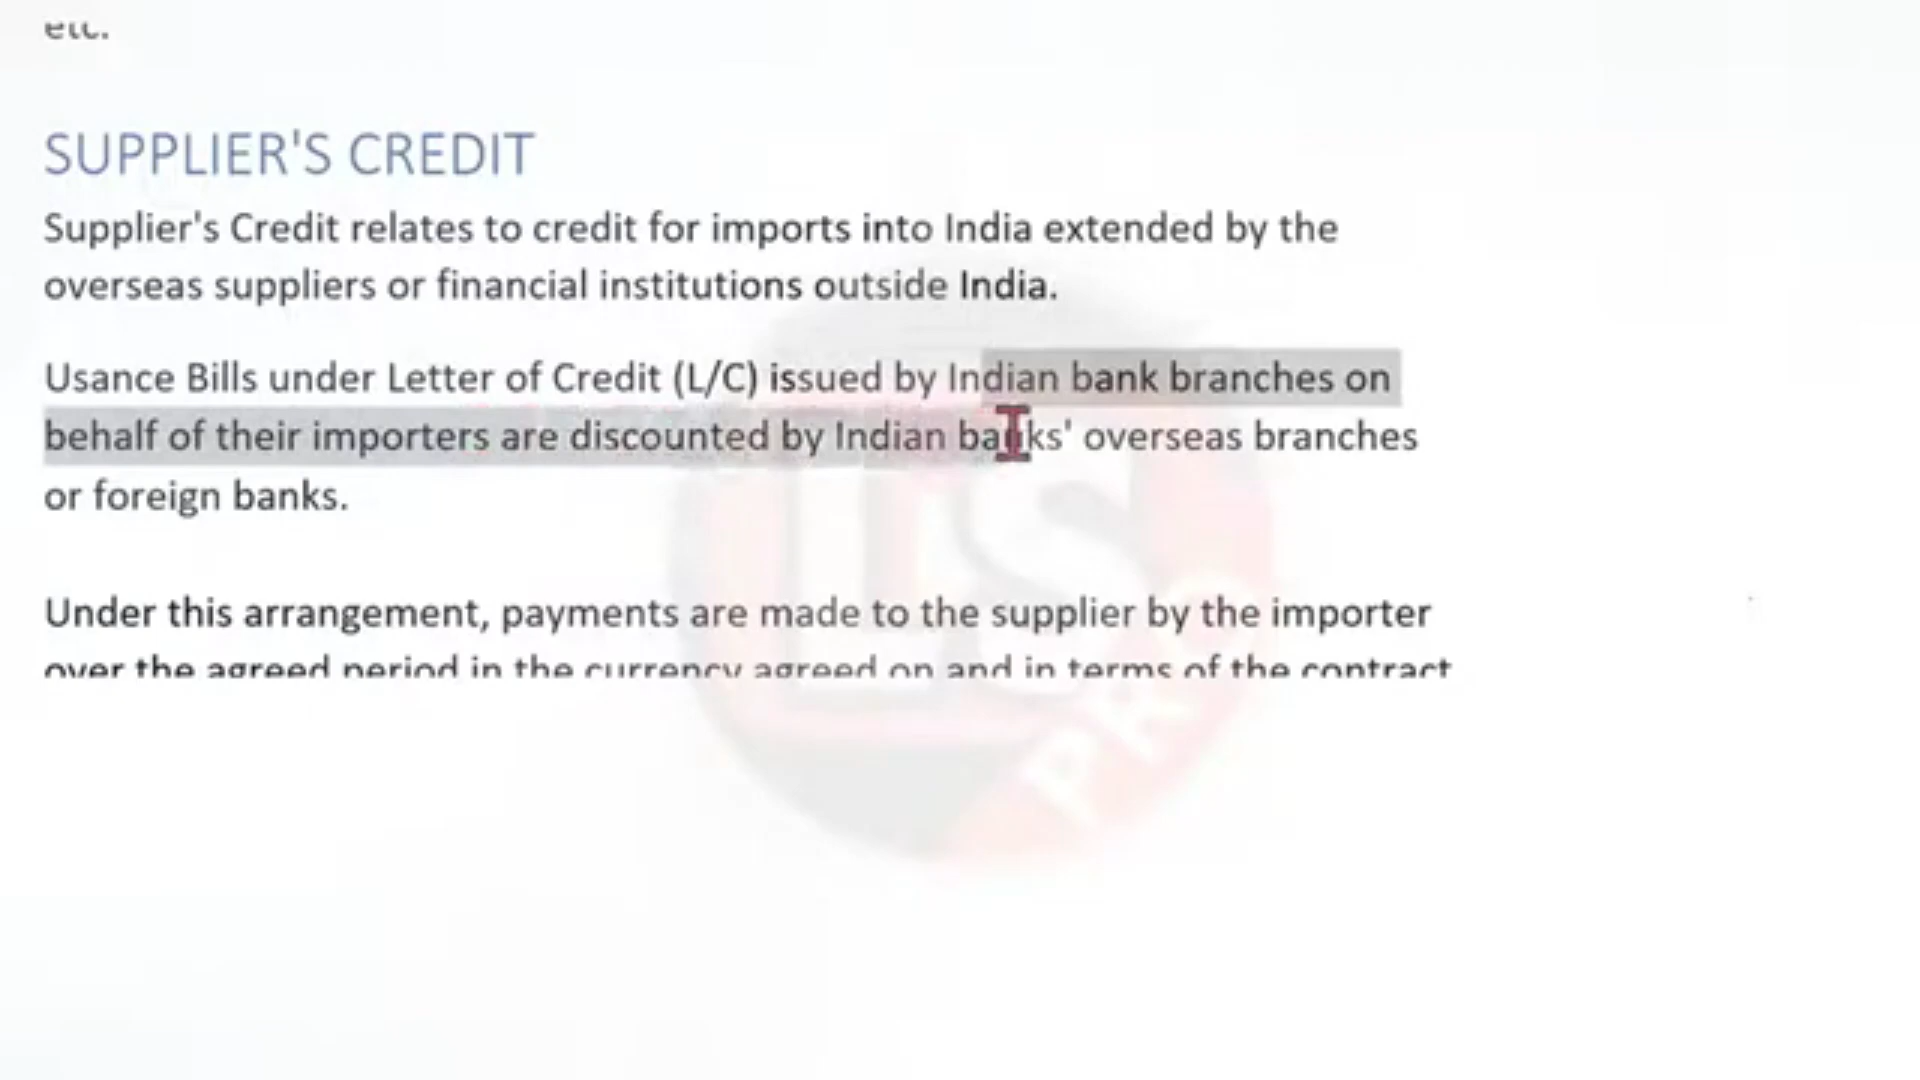 etc.
SUPPLIER'S CREDIT
Supplier's Credit relates to credit for imports into India extended by the
overseas suppliers or financial institutions outside India.
Usance Bills under Letter of Credit (L/C) issued by Indian bank branches on
behalf of their importers are discounted by Indian banks' overseas branches
or foreign banks.
Under this arrangement, payments are made to the supplier by the importer
over the agreed period in the currency agreed on and in terms of the contract
LS
PRO